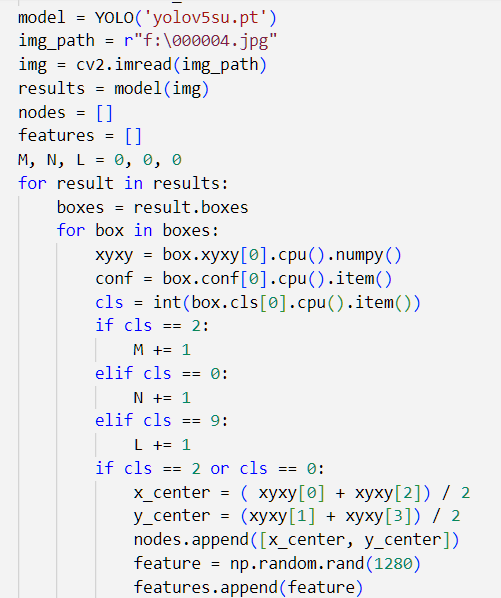 model = YOLO('yolov5su.pt')
img_path = r"f:\000004.jpg"
img = cv2.imread(img_path)
results = model(img)
nodes = []
features = []
M, N, L = 0, 0, 0
for result in results:
    boxes = result.boxes
    for box in boxes:
        xyxy = box.xyxy[0].cpu().numpy()
        conf = box.conf[0].cpu().item()
        cls = int(box.cls[0].cpu().item())
        if cls == 2:
            M += 1
        elif cls == 0:
            N += 1
        elif cls == 9:
            L += 1
        if cls == 2 or cls == 0:
            x_center = ( xyxy[0] + xyxy[2]) / 2
            y_center = (xyxy[1] + xyxy[3]) / 2
            nodes.append([x_center, y_center])
            feature = np.random.rand(1280)
            features.append(feature)